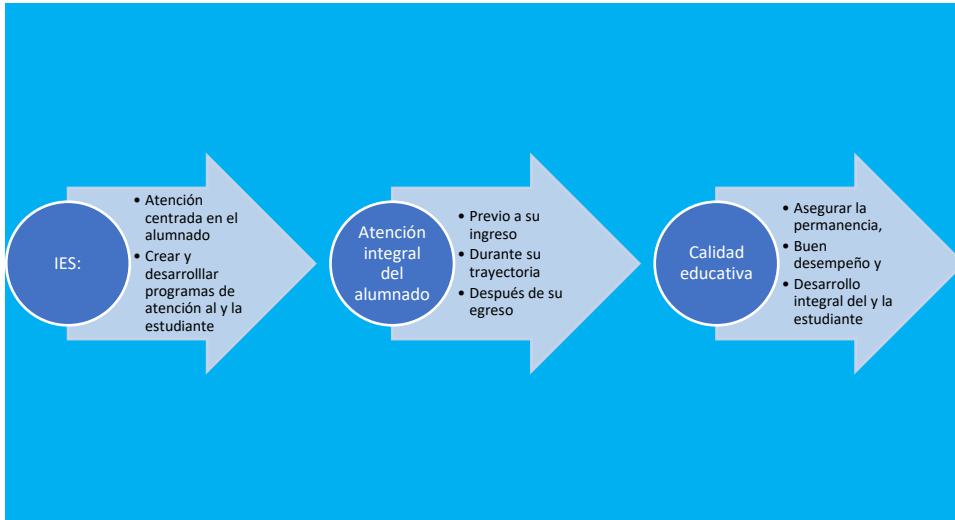 IES:
• Atención
centrada en el
alumnado
• Crear y
desarrolllar
programas de
atención al y la
estudiante
Atención
integral
del
alumnado
• Previo a su
ingreso
• Durante su
trayectoria
• Después de su
egreso
Calidad
educativa
• Asegurar la
permanencia,
• Buen
desempeño y
• Desarrollo
integral del y la
estudiante